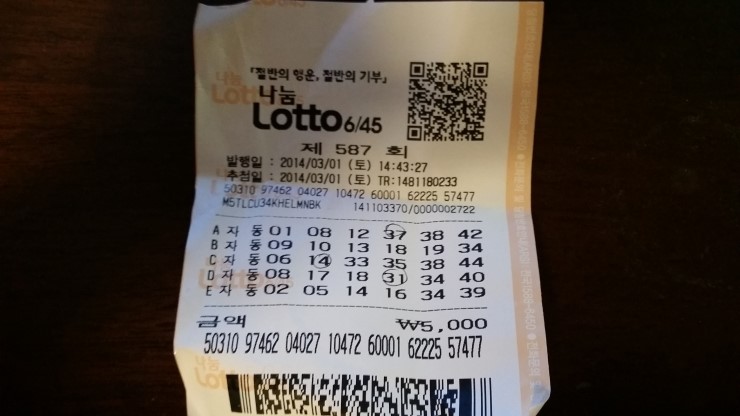 「절반의 행운, 절반의 기부」
나눔
Lotto 6/45
제 587 회
발행일 : 2014/03/01 (토) 14:43:27
추첨일 : 2014/03/01 (토) TR:1481180233
50310 97462 04027 10472 60001 62225 57477
M5TLCU34KHELMNBK 141103370/0000002722
A 자 동 01 08 12 37 38 42
B 자 동 09 10 13 18 19 34
C 자 동 06 14 33 35 38 44
D 자 동 08 17 18 31 34 40
E 자 동 02 05 14 16 34 39
금액 ₩5,000
50310 97462 04027 10472 60001 62225 57477